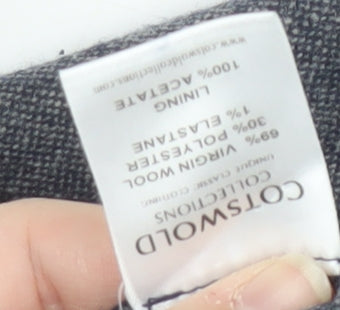 COTSWOLD
COLLECTIONS
UNIQUE CLASSIC CLOTHING
69% VIRGIN WOOL
30% POLYESTER
1% ELASTANE
LINING
100% ACETATE
www.cotswoldcollections.com